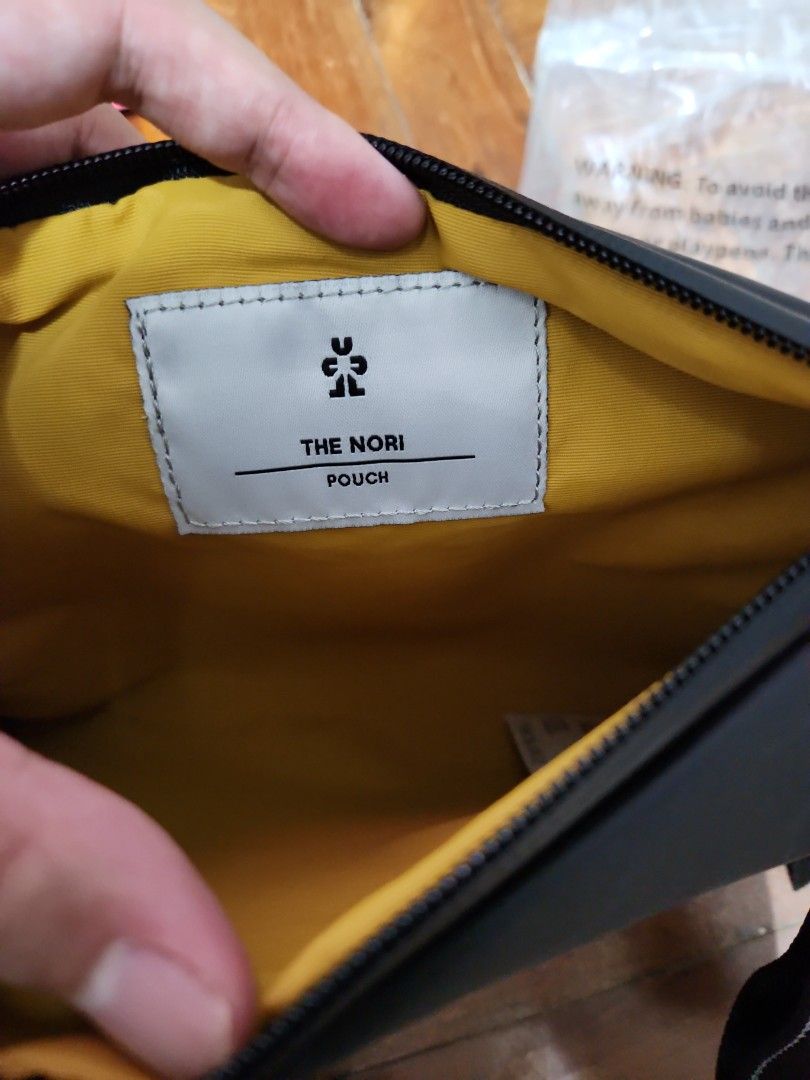 THE NORI
POUCH
WARNING: To avoid
away from babies and